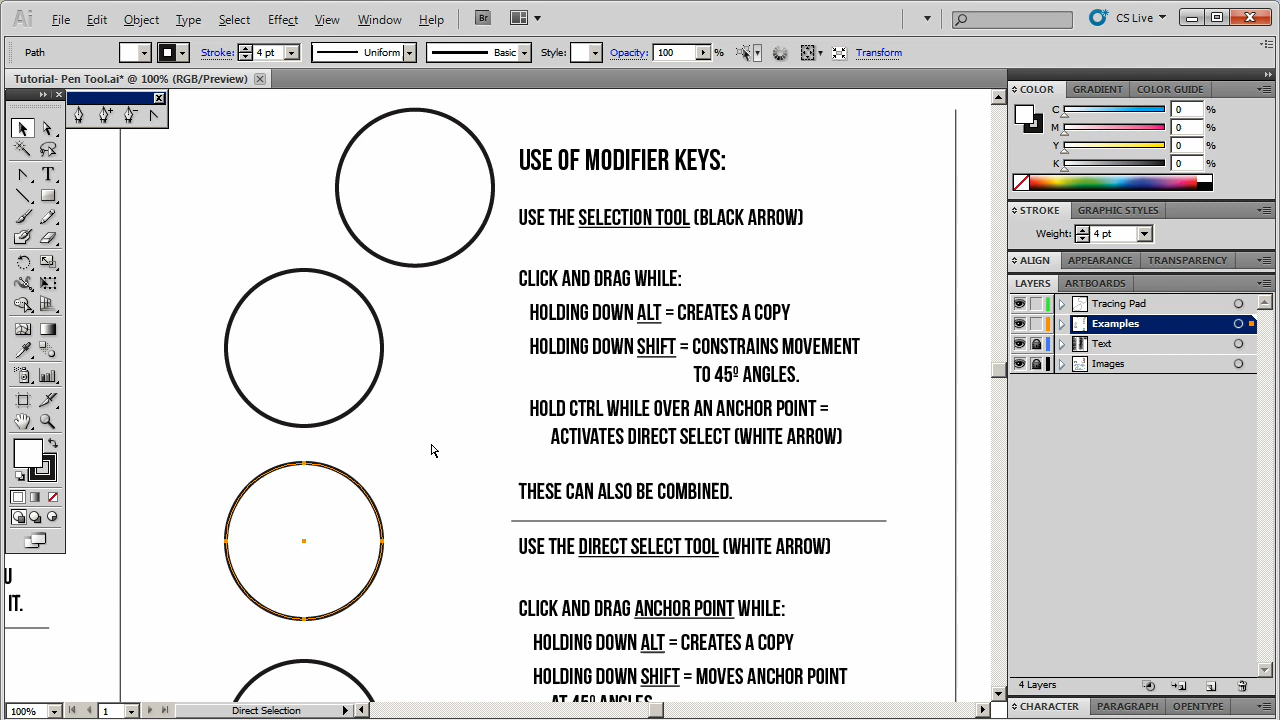 Ai File Edit Object Type Select Effect View Window Help Br CS Live
Path Stroke: 4 pt Uniform Basic Style: Opacity: 100 % Transform
Tutorial- Pen Tool.ai* @ 100% (RGB/Preview)
USE OF MODIFIER KEYS:
USE THE SELECTION TOOL (BLACK ARROW)
CLICK AND DRAG WHILE:
HOLDING DOWN ALT = CREATES A COPY
HOLDING DOWN SHIFT = CONSTRAINS MOVEMENT
TO 45º ANGLES.
HOLD CTRL WHILE OVER AN ANCHOR POINT =
ACTIVATES DIRECT SELECT (WHITE ARROW)
THESE CAN ALSO BE COMBINED.
USE THE DIRECT SELECT TOOL (WHITE ARROW)
CLICK AND DRAG ANCHOR POINT WHILE:
HOLDING DOWN ALT = CREATES A COPY
HOLDING DOWN SHIFT = MOVES ANCHOR POINT
AT 45º ANGLES
U
IT.
COLOR GRADIENT COLOR GUIDE
C 0 %
M 0 %
Y 0 %
K 0 %
STROKE GRAPHIC STYLES
Weight: 4 pt
ALIGN APPEARANCE TRANSPARENCY
LAYERS ARTBOARDS
Tracing Pad
Examples
Text
Images
4 Layers
CHARACTER PARAGRAPH OPENTYPE
100% 1 Direct Selection